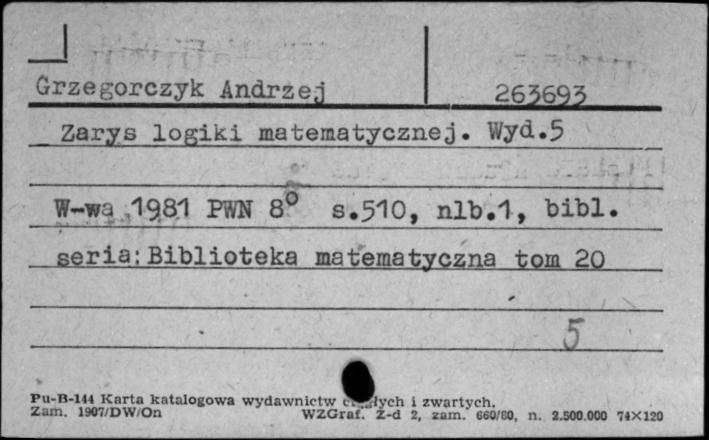 Grzegorczyk Andrzej 263693
Zarys logiki matematycznej. Wyd.5
W-wa 1981 PWN 8° s.510, nlb.1, bibl.
seria: Biblioteka matematyczna tom 20
5
Pu-B-144 Karta katalogowa wydawnictw i zwartych.
Zam. 1907/DW/On WZGraf. Z-d 2, zam. 660/80, n. 2.500.000 74×120